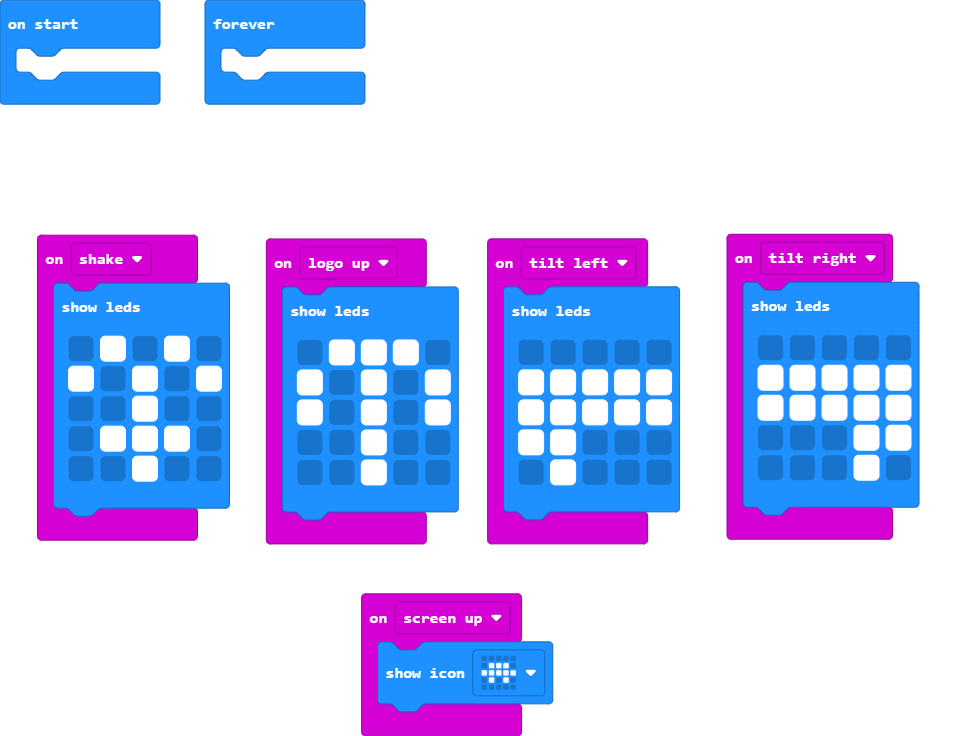 on start
forever
on shake
show leds
on logo up
show leds
on tilt left
show leds
on tilt right
show leds
on screen up
show icon